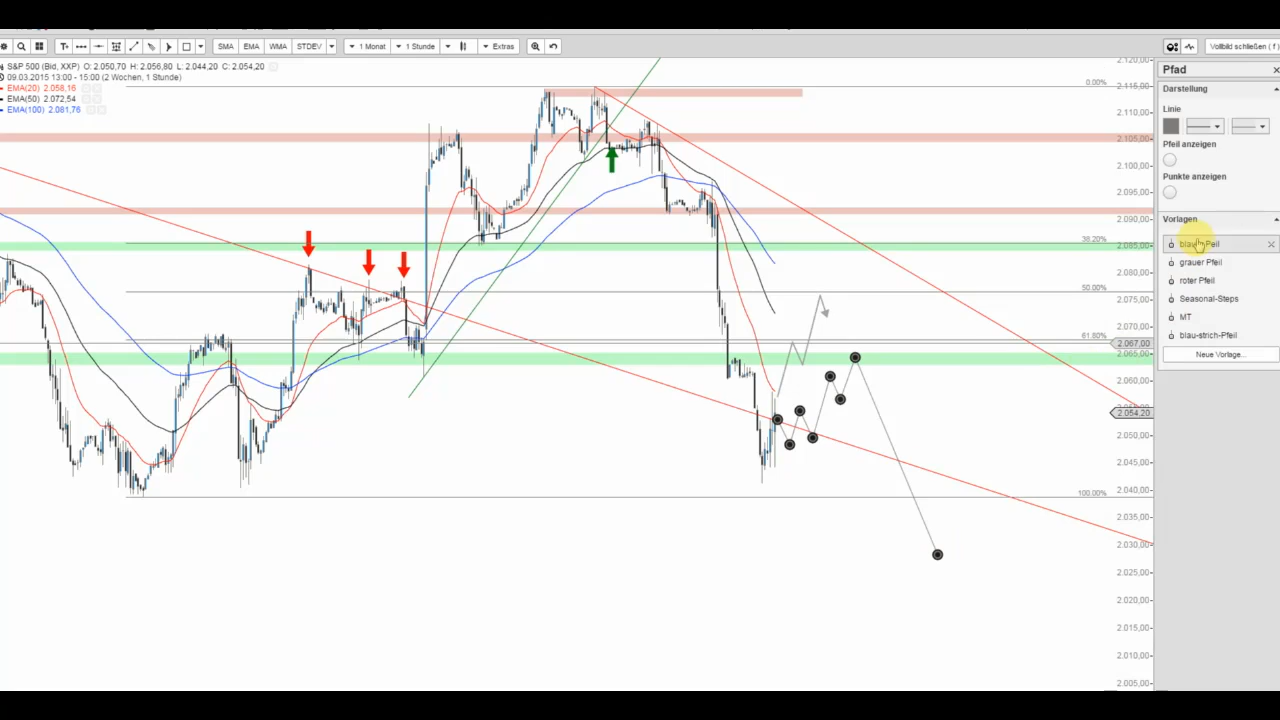 T+
SMA
EMA
WMA
STDEV
1 Monat
1 Stunde
Extras
Vollbild schließen ( f )
S&P 500 (Bid, XXP) O: 2.050,70 H: 2.056,80 L: 2.044,20 C: 2.054,20
09.03.2015 13:00 - 15:00 (2 Wochen, 1 Stunde)
EMA(20) 2.058,16
EMA(50) 2.072,54
EMA(100) 2.081,76
0.00%
38.20%
50.00%
61.80%
100.00%
2.120,00
2.115,00
2.110,00
2.105,00
2.100,00
2.095,00
2.090,00
2.085,00
2.080,00
2.075,00
2.070,00
2.067,00
2.065,00
2.060,00
2.054,20
2.050,00
2.045,00
2.040,00
2.035,00
2.030,00
2.025,00
2.020,00
2.015,00
2.010,00
2.005,00
Pfad
Darstellung
Linie
Pfeil anzeigen
Punkte anzeigen
Vorlagen
grauer Pfeil
roter Pfeil
Seasonal-Steps
MT
blau-strich-Pfeil
Neue Vorlage...